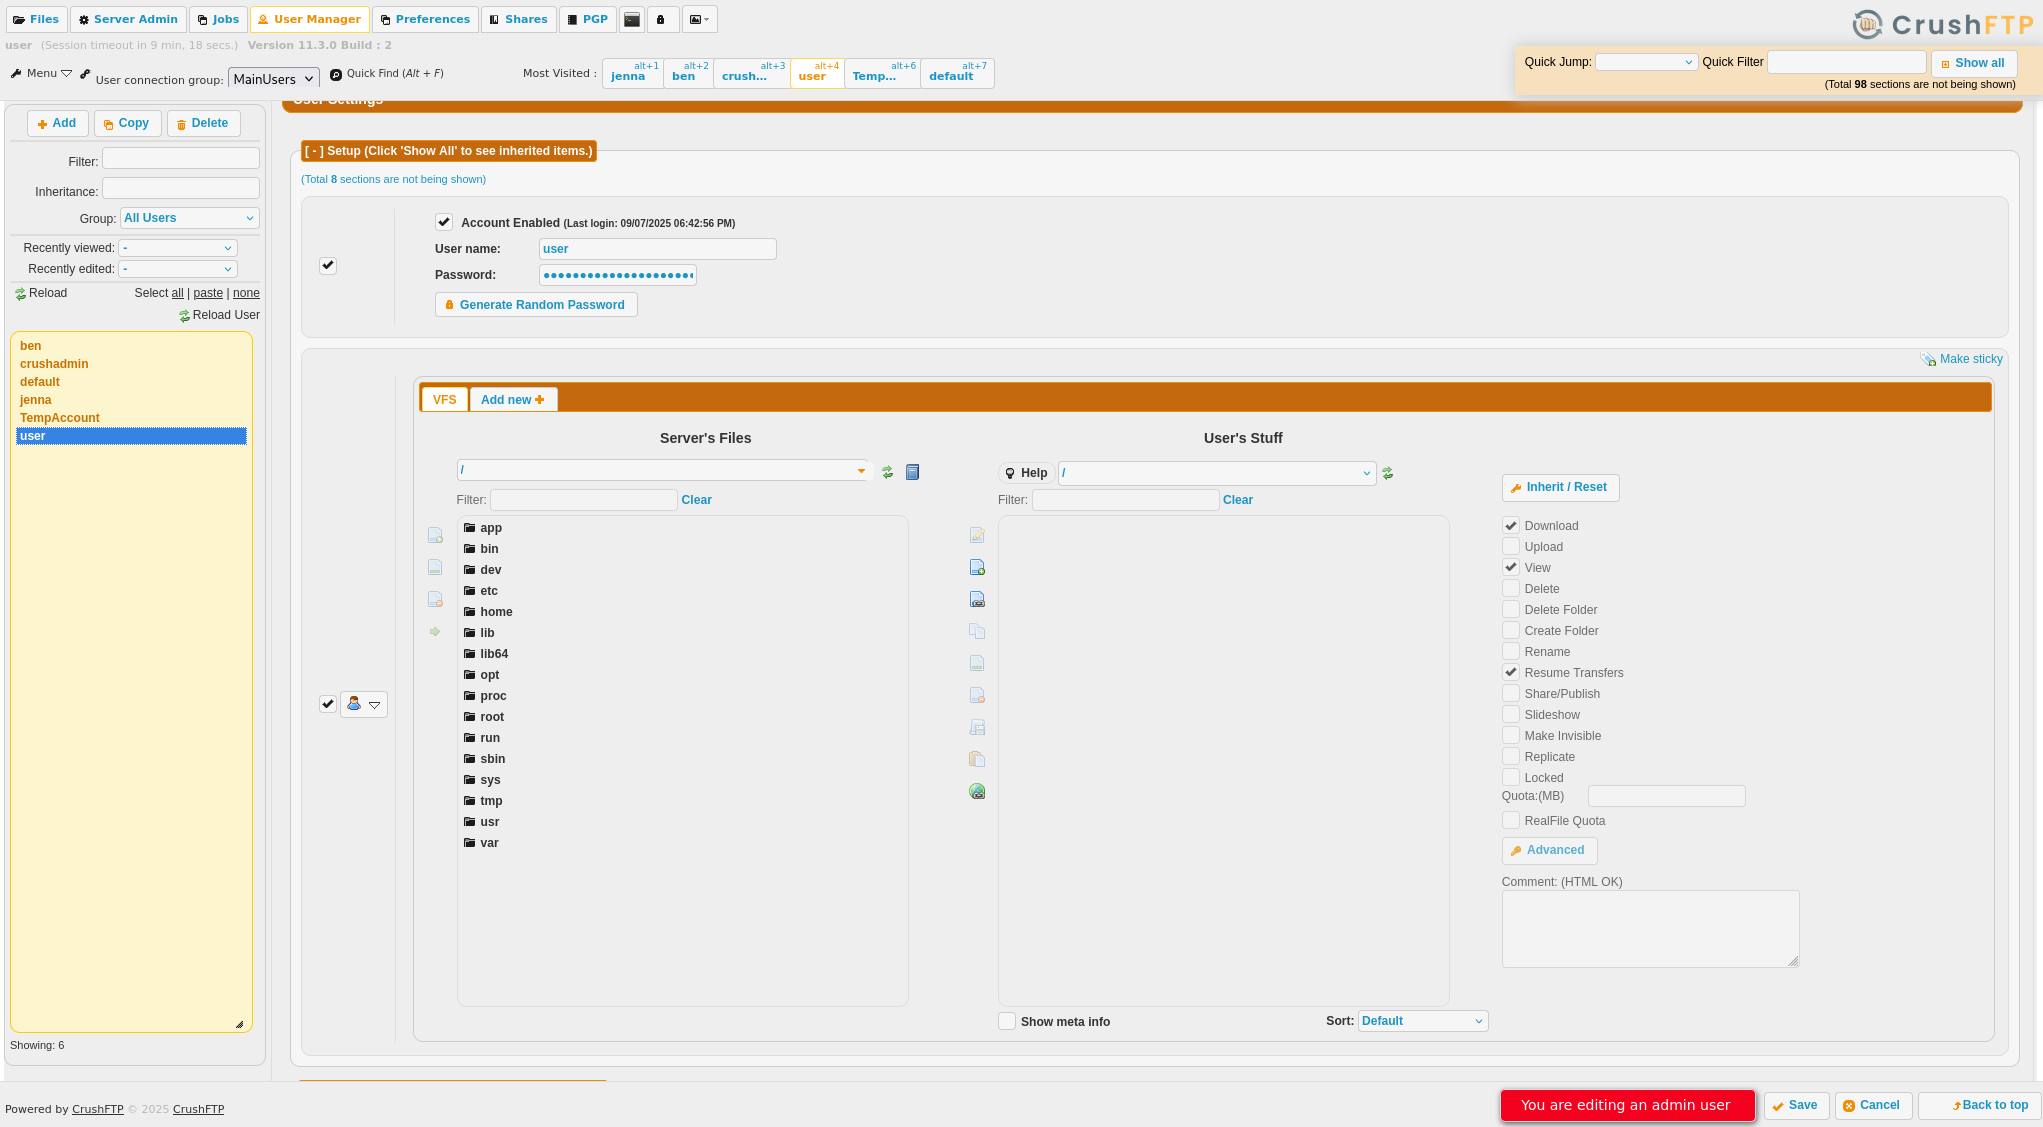 Files Server Admin Jobs User Manager Preferences Shares PGP
CrushFTP
user (Session timeout in 9 min, 18 secs.) Version 11.3.0 Build : 2
Menu User connection group: MainUsers Quick Find (Alt + F) Most Visited :
alt+1 jenna
alt+2 ben
alt+3 crush...
alt+4 user
alt+6 Temp...
alt+7 default
Quick Jump: Quick Filter Show all
(Total 98 sections are not being shown)
User Settings
Add Copy Delete
Filter:
Inheritance:
Group: All Users
Recently viewed: -
Recently edited: -
Reload Select all | paste | none
Reload User
ben
crushadmin
default
jenna
TempAccount
user
Showing: 6
[ - ] Setup (Click 'Show All' to see inherited items.)
(Total 8 sections are not being shown)
Account Enabled (Last login: 09/07/2025 06:42:56 PM)
User name: user
Password: ●●●●●●●●●●●●●●●●●●●
Generate Random Password
Make sticky
VFS Add new
Server's Files
/
Filter: Clear
app
bin
dev
etc
home
lib
lib64
opt
proc
root
run
sbin
sys
tmp
usr
var
User's Stuff
Help /
Filter: Clear
Show meta info Sort: Default
Inherit / Reset
Download
Upload
View
Delete
Delete Folder
Create Folder
Rename
Resume Transfers
Share/Publish
Slideshow
Make Invisible
Replicate
Locked
Quota:(MB)
RealFile Quota
Advanced
Comment: (HTML OK)
Powered by CrushFTP © 2025 CrushFTP
You are editing an admin user Save Cancel Back to top